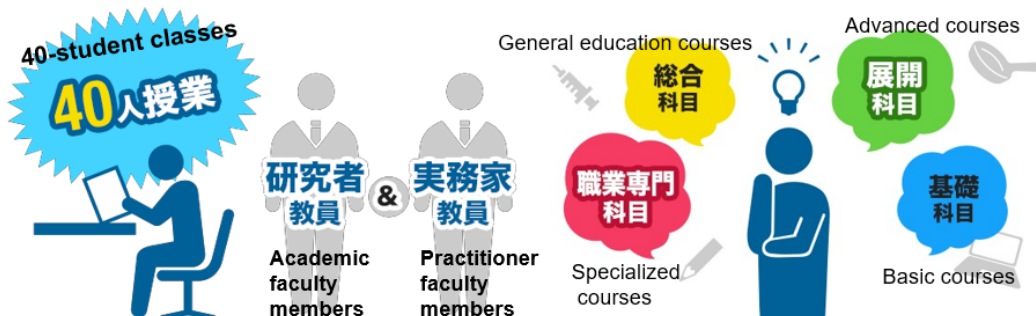 40-student classes
40人授業
研究者
教員
&
実務家
教員
Academic
faculty
members
Practitioner
faculty
members
General education courses
総合
科目
Advanced courses
展開
科目
職業専門
科目
Specialized
courses
基礎
科目
Basic courses